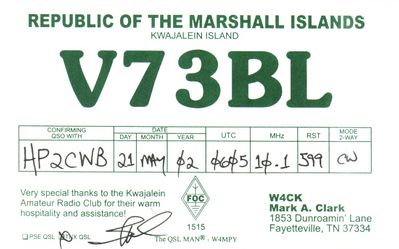 REPUBLIC OF THE MARSHALL ISLANDS
KWAJALEIN ISLAND
V73BL
CONFIRMING QSO WITH DATE UTC MHz RST MODE 2-WAY
DAY MONTH YEAR
HP2CWB 21 MAY 02 0605 10.1 599 CW
Very special thanks to the Kwajalein
Amateur Radio Club for their warm
hospitality and assistance!
FOC
1515
W4CK
Mark A. Clark
1853 Dunroamin' Lane
Fayetteville, TN 37334
PSE QSL TNX QSL
The QSL MAN® - W4MPY